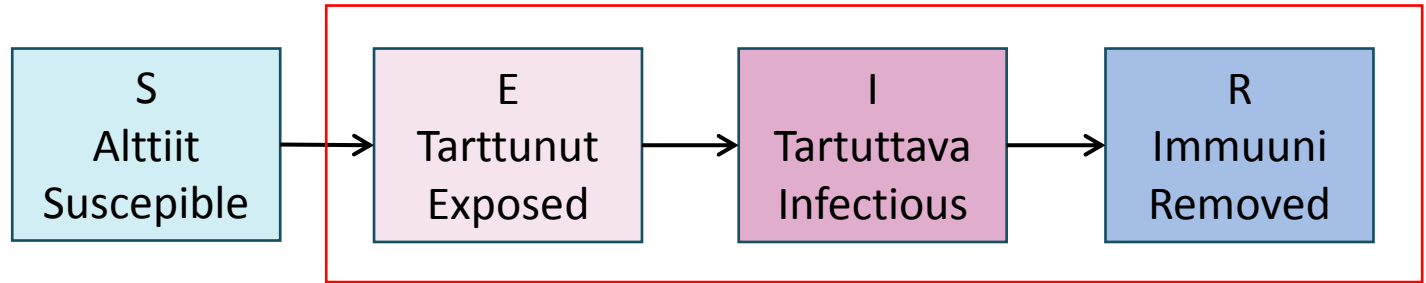 S
Alttiit
Suscepible
E
Tarttunut
Exposed
I
Tartuttava
Infectious
R
Immuuni
Removed